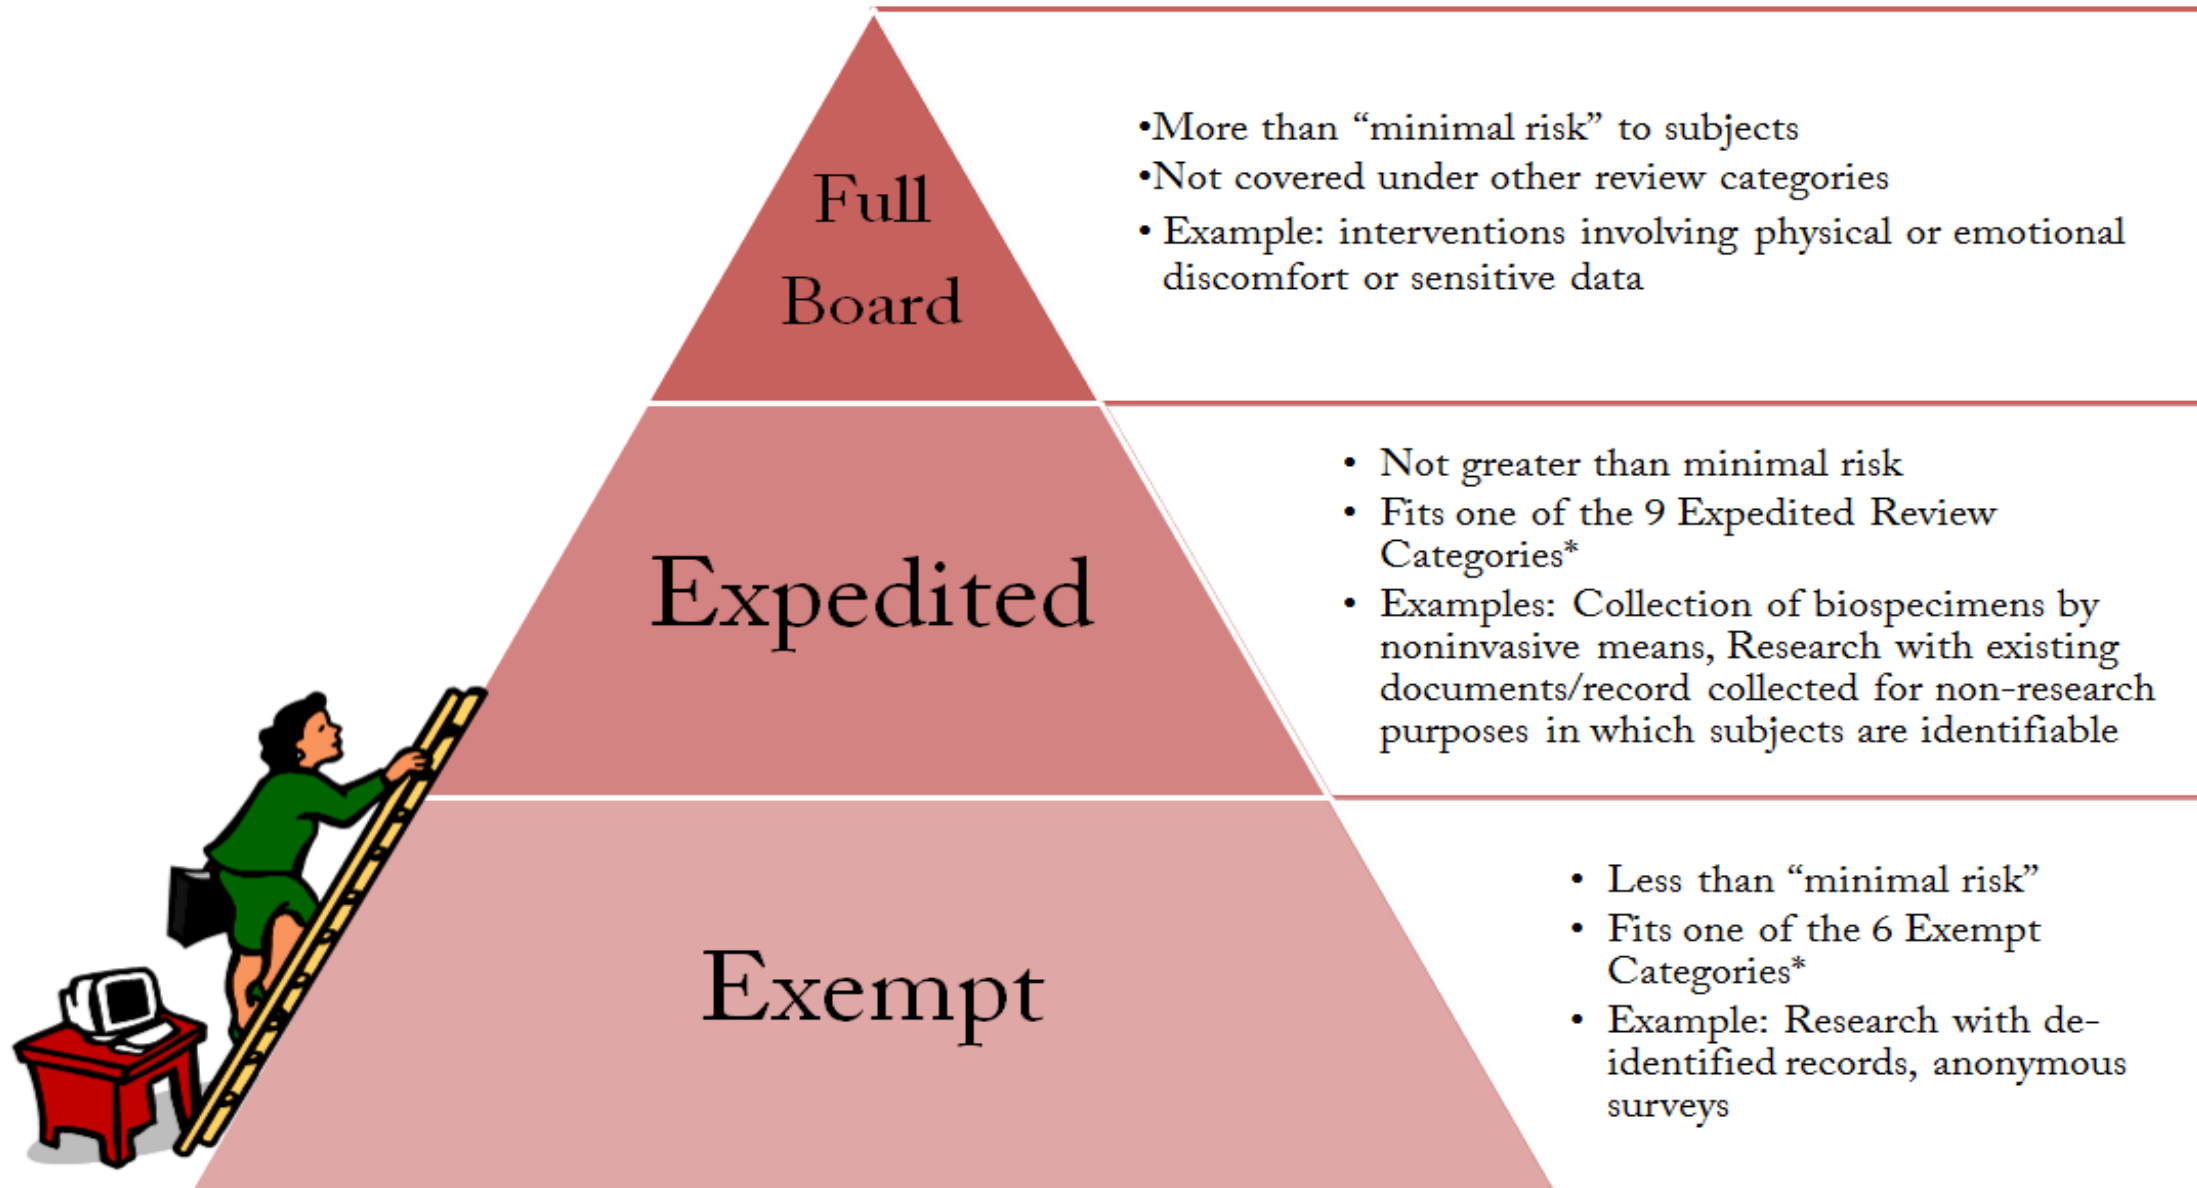 Full
Board
•More than “minimal risk” to subjects
•Not covered under other review categories
• Example: interventions involving physical or emotional
discomfort or sensitive data
Expedited
• Not greater than minimal risk
• Fits one of the 9 Expedited Review
Categories*
• Examples: Collection of biospecimens by
noninvasive means, Research with existing
documents/record collected for non-research
purposes in which subjects are identifiable
Exempt
• Less than “minimal risk”
• Fits one of the 6 Exempt
Categories*
• Example: Research with de-
identified records, anonymous
surveys